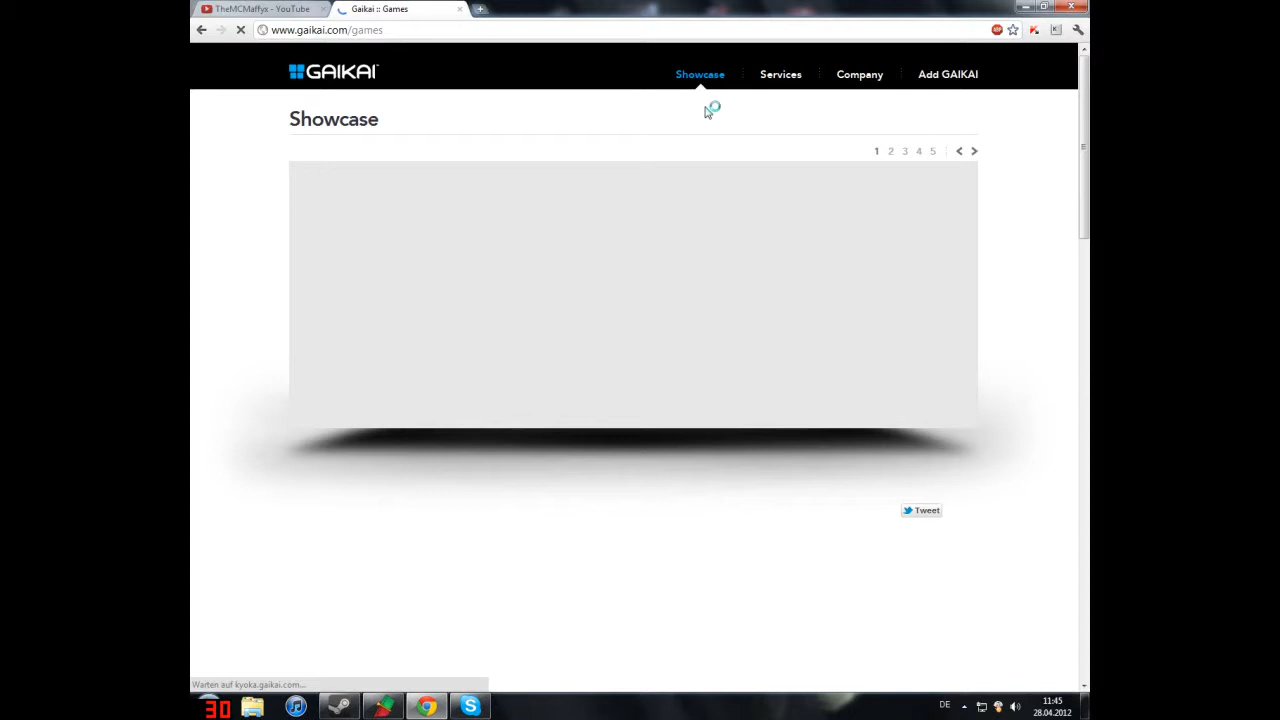 TheMCMaffyx - YouTube
Gaikai :: Games
www.gaikai.com/games
GAIKAI
Showcase
Services
Company
Add GAIKAI
Showcase
1 2 3 4 5
Tweet
Warten auf kyoka.gaikai.com...
30
DE
11:45
28.04.2012